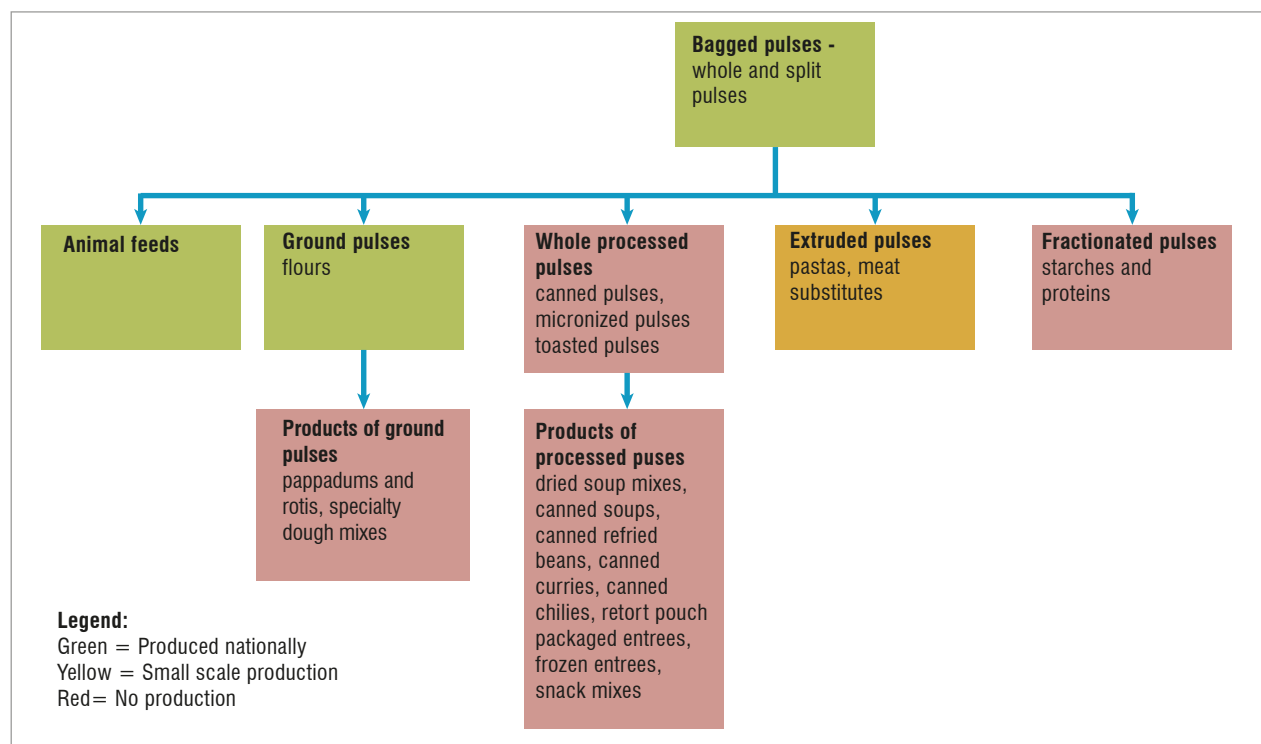 Bagged pulses -
whole and split
pulses
Animal feeds
Ground pulses
flours
Whole processed
pulses
canned pulses,
micronized pulses
toasted pulses
Extruded pulses
pastas, meat
substitutes
Fractionated pulses
starches and
proteins
Products of ground
pulses
pappadums and
rotis, specialty
dough mixes
Products of
processed puses
dried soup mixes,
canned soups,
canned refried
beans, canned
curries, canned
chilies, retort pouch
packaged entrees,
frozen entrees,
snack mixes
Legend:
Green = Produced nationally
Yellow = Small scale production
Red= No production